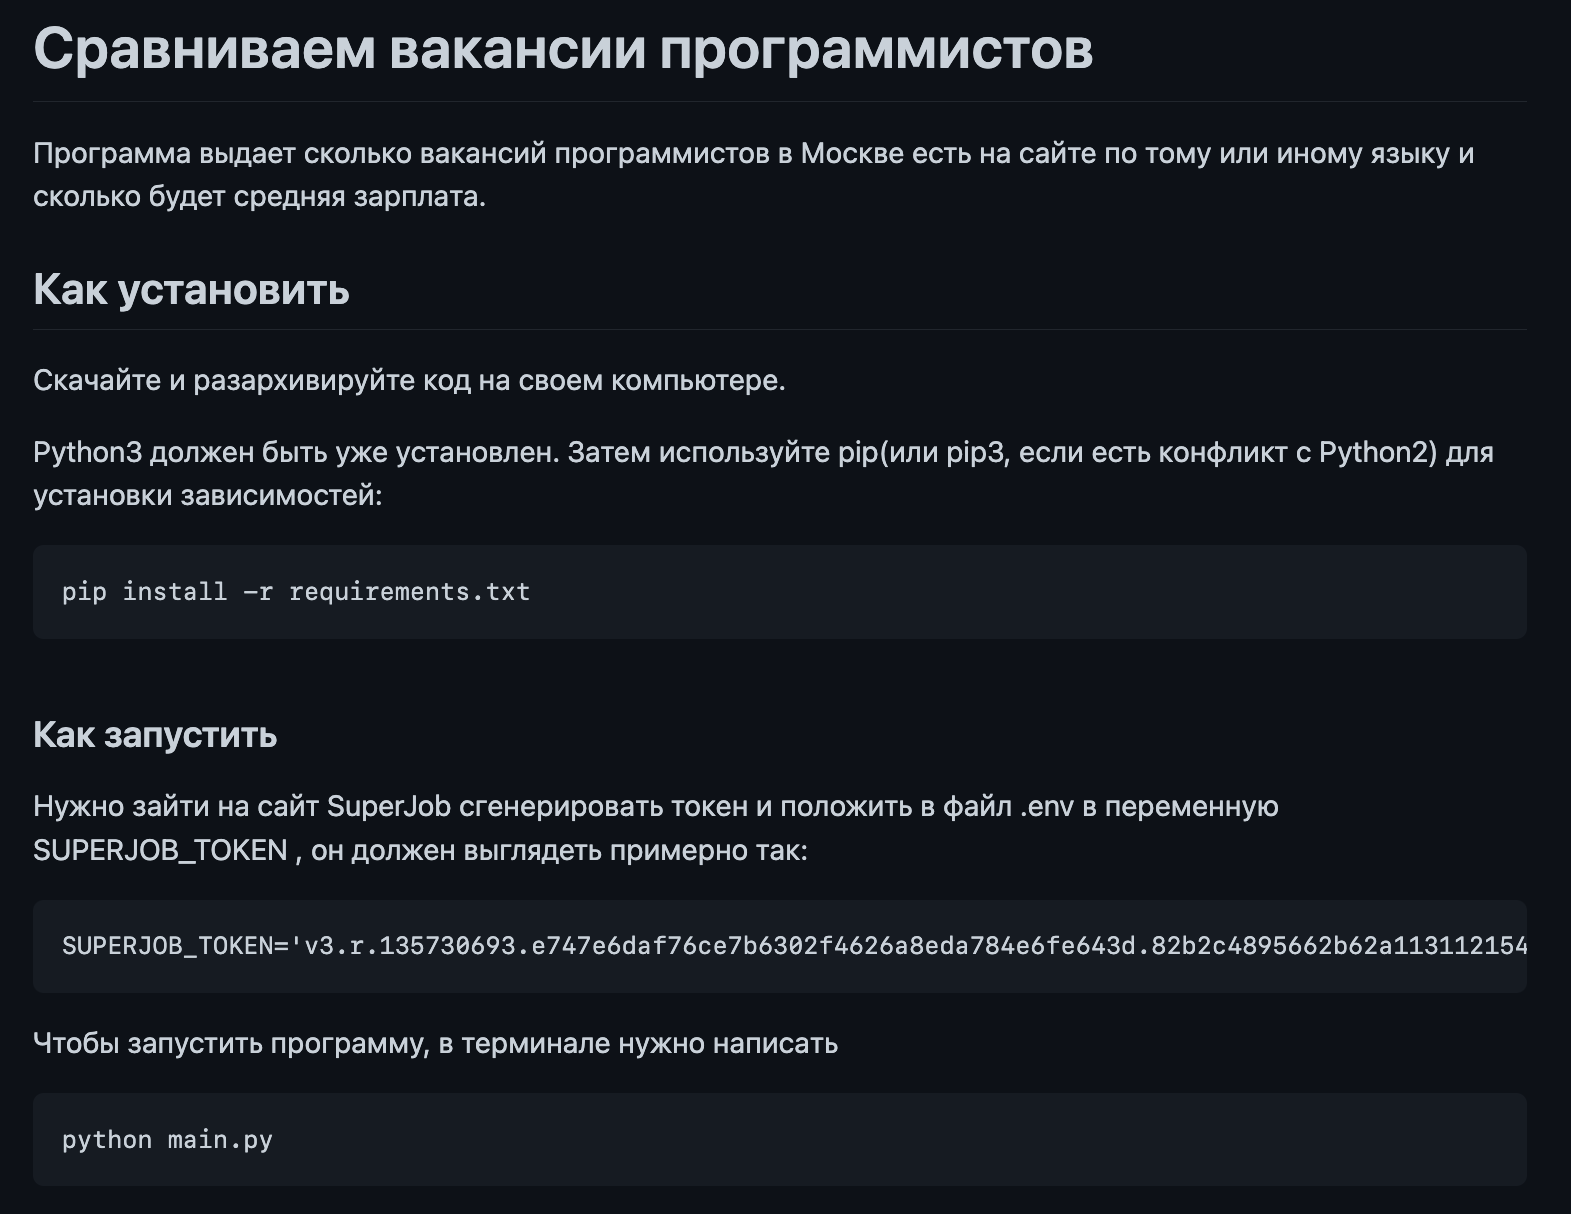 Сравниваем вакансии программистов
Программа выдает сколько вакансий программистов в Москве есть на сайте по тому или иному языку и
сколько будет средняя зарплата.
Как установить
Скачайте и разархивируйте код на своем компьютере.
Python3 должен быть уже установлен. Затем используйте pip(или pip3, если есть конфликт с Python2) для
установки зависимостей:
pip install -r requirements.txt
Как запустить
Нужно зайти на сайт SuperJob сгенерировать токен и положить в файл .env в переменную
SUPERJOB_TOKEN , он должен выглядеть примерно так:
SUPERJOB_TOKEN='v3.r.135730693.e747e6daf76ce7b6302f4626a8eda784e6fe643d.82b2c4895662b62a113112154
Чтобы запустить программу, в терминале нужно написать
python main.py